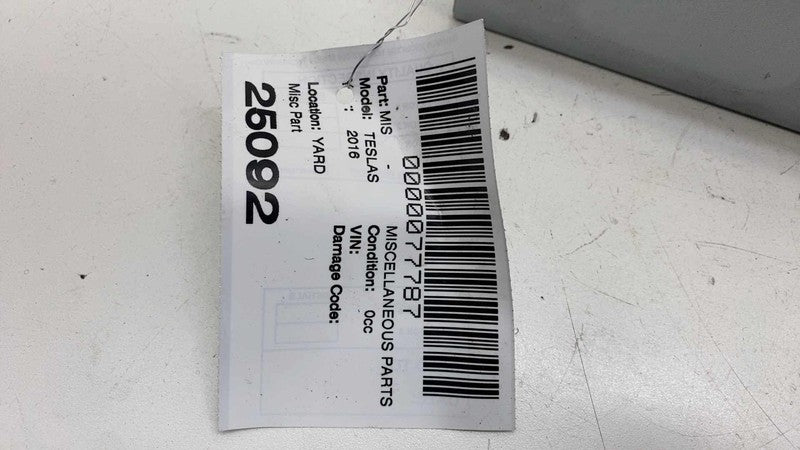 0000077787
Part: MIS - MISCELLANEOUS PARTS
Model: TESLAS Condition: 0cc
Y : 2016 VIN:
Damage Code:
Location: YARD
Misc Part
25092